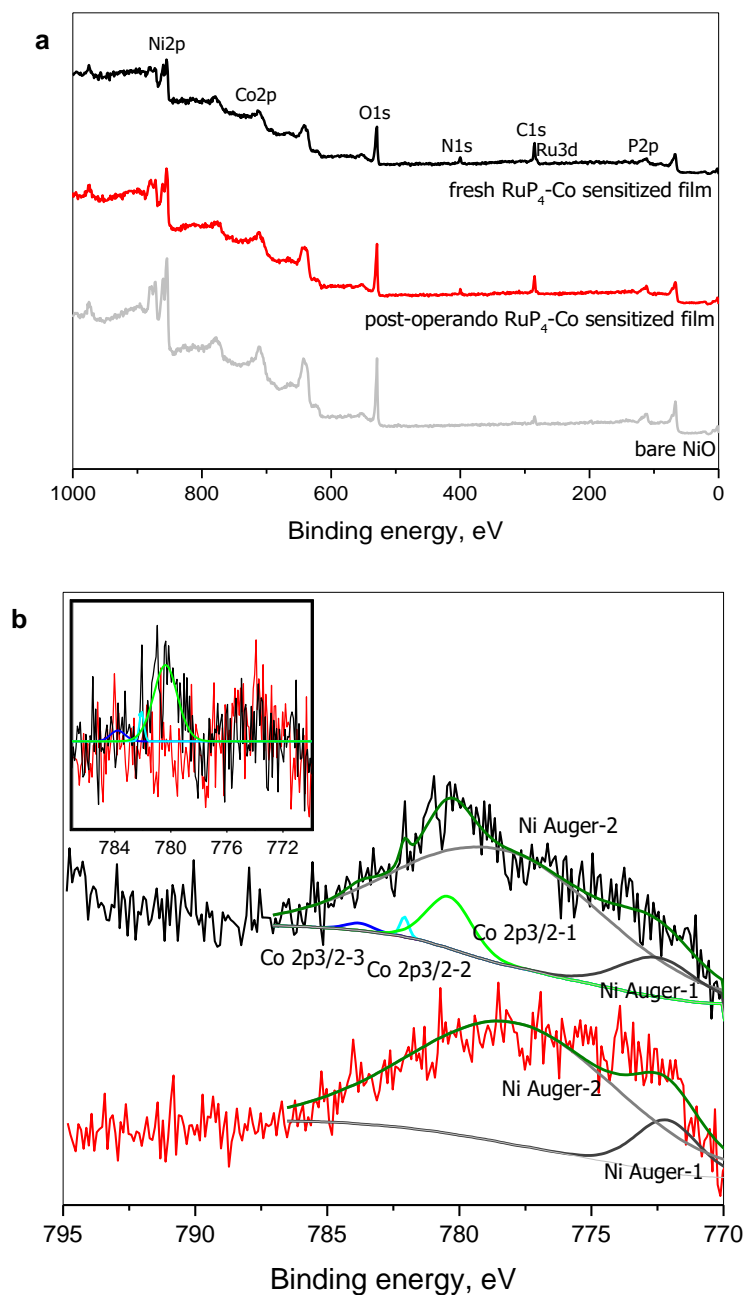 a
Ni2p
Co2p
O1s
N1s
C1s
Ru3d
P2p
fresh RuP₄-Co sensitized film
post-operando RuP₄-Co sensitized film
bare NiO
1000 800 600 400 200 0
Binding energy, eV
b
784 780 776 772
Ni Auger-2
Co 2p3/2-1
Co 2p3/2-3
Co 2p3/2-2
Ni Auger-1
Ni Auger-2
Ni Auger-1
795 790 785 780 775 770
Binding energy, eV